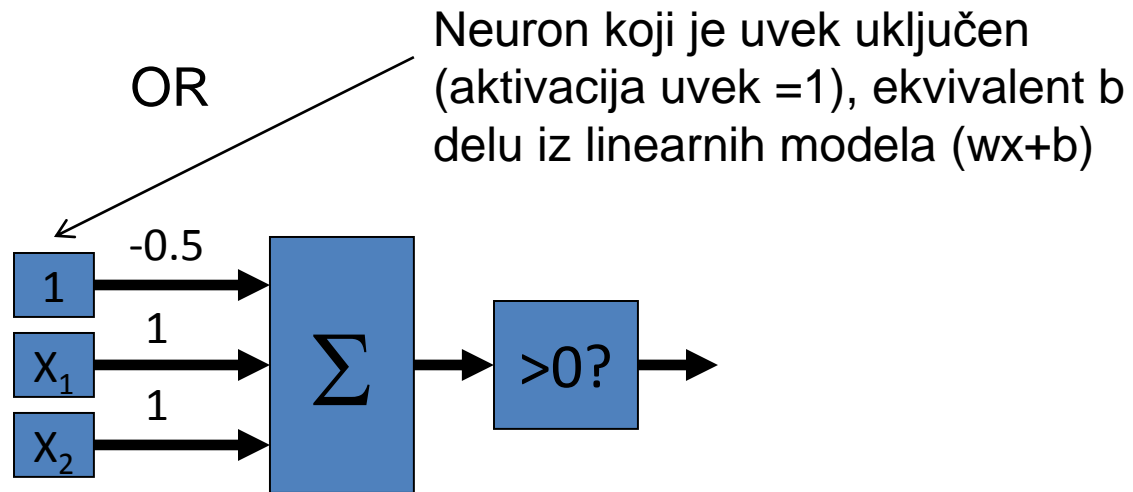 Neuron koji je uvek uključen
(aktivacija uvek =1), ekvivalent b
delu iz linearnih modela (wx+b)
OR
-0.5
1
1
X₁
1
X₂
Σ
>0?
1